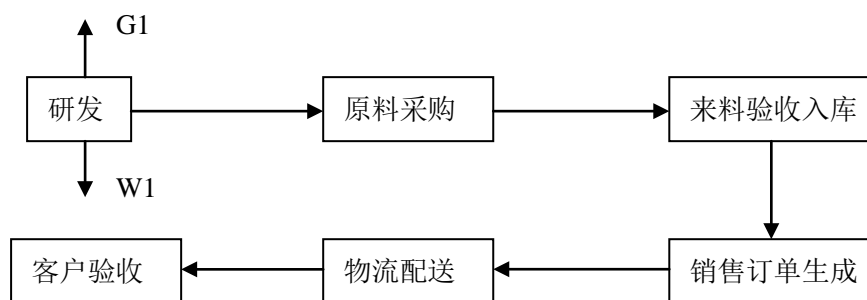 G1
研发
原料采购
来料验收入库
W1
客户验收
物流配送
销售订单生成